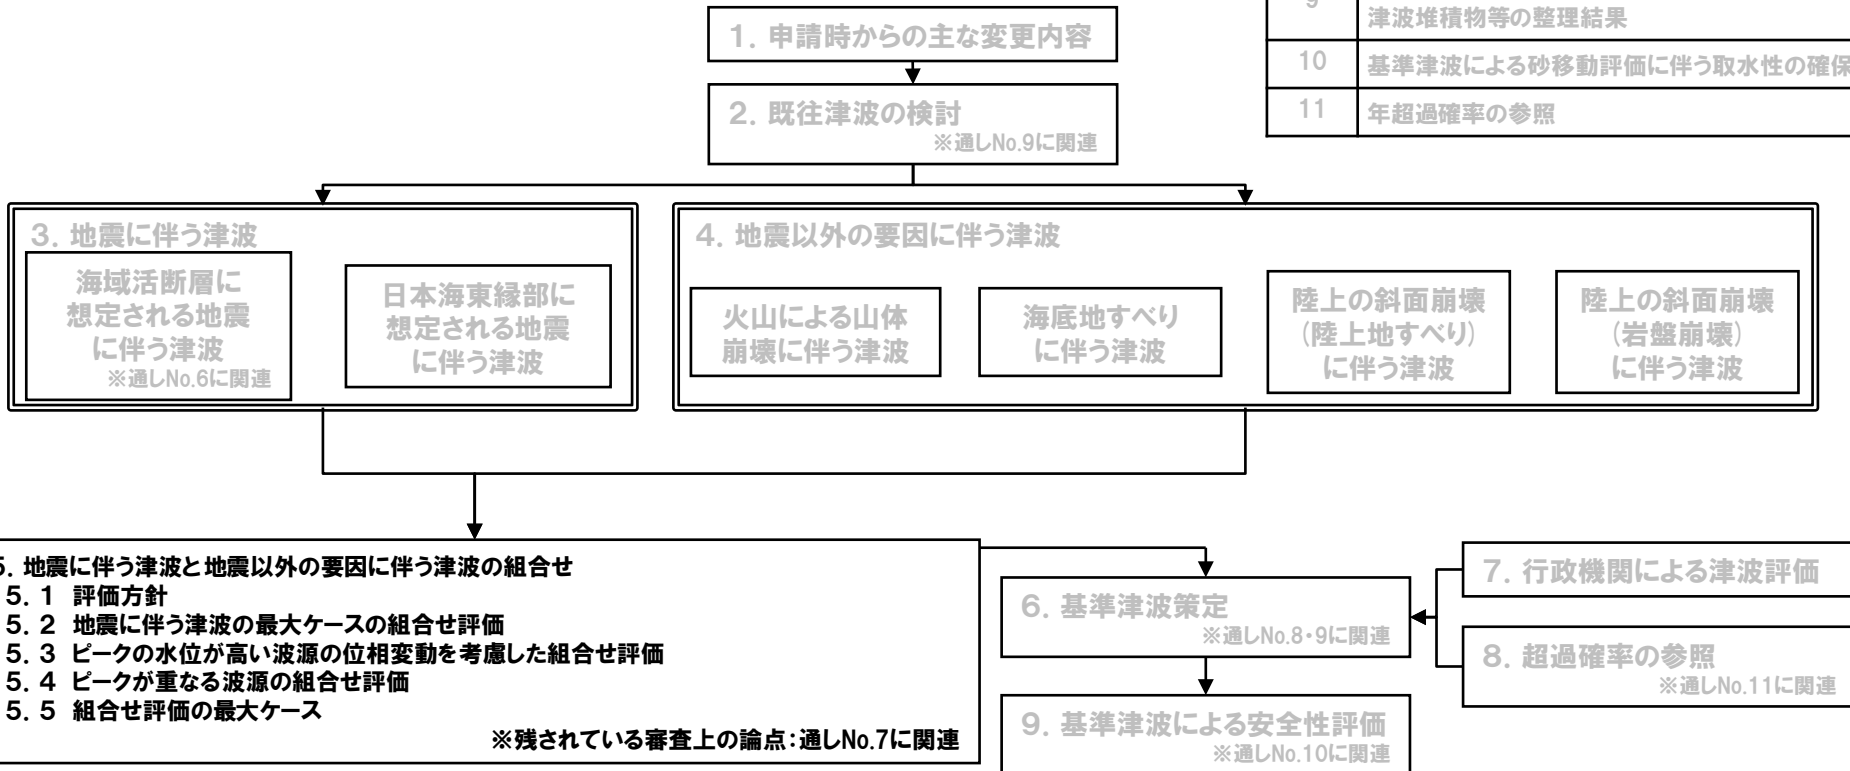 1．申請時からの主な変更内容
2．既往津波の検討
※通しNo.9に関連
津波堆積物等の整理結果
10 基準津波による砂移動評価に伴う取水性の確保
11 年超過確率の参照
3．地震に伴う津波
海域活断層に
想定される地震
に伴う津波
※通しNo.6に関連
日本海東縁部に
想定される地震
に伴う津波
4．地震以外の要因に伴う津波
火山による山体
崩壊に伴う津波
海底地すべり
に伴う津波
陸上の斜面崩壊
(陸上地すべり)
に伴う津波
陸上の斜面崩壊
(岩盤崩壊)
に伴う津波
5．地震に伴う津波と地震以外の要因に伴う津波の組合せ
5．1 評価方針
5．2 地震に伴う津波の最大ケースの組合せ評価
5．3 ピークの水位が高い波源の位相変動を考慮した組合せ評価
5．4 ピークが重なる波源の組合せ評価
5．5 組合せ評価の最大ケース
※残されている審査上の論点：通しNo.7に関連
6．基準津波策定
※通しNo.8・9に関連
7．行政機関による津波評価
8．超過確率の参照
※通しNo.11に関連
9．基準津波による安全性評価
※通しNo.10に関連